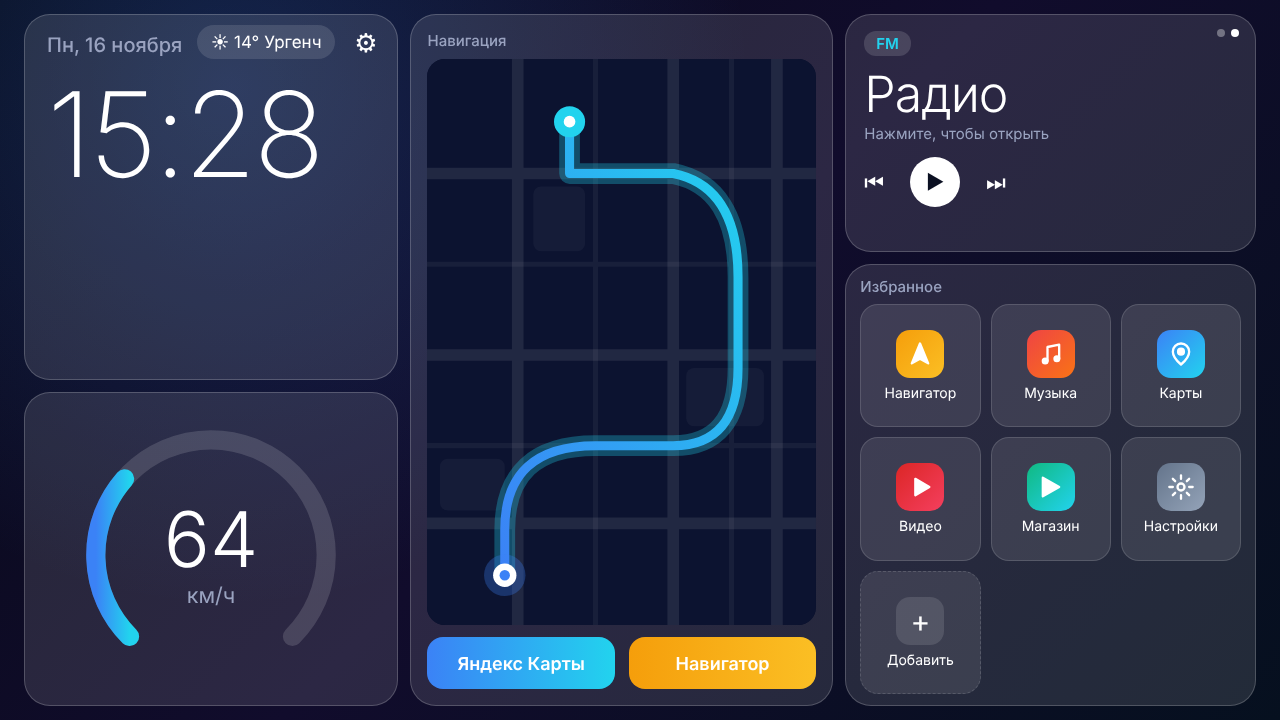 Пн, 16 ноября
14° Ургенч
15:28
64
км/ч
Навигация
Яндекс Карты
Навигатор
FM
Радио
Нажмите, чтобы открыть
Избранное
Навигатор
Музыка
Карты
Видео
Магазин
Настройки
+
Добавить